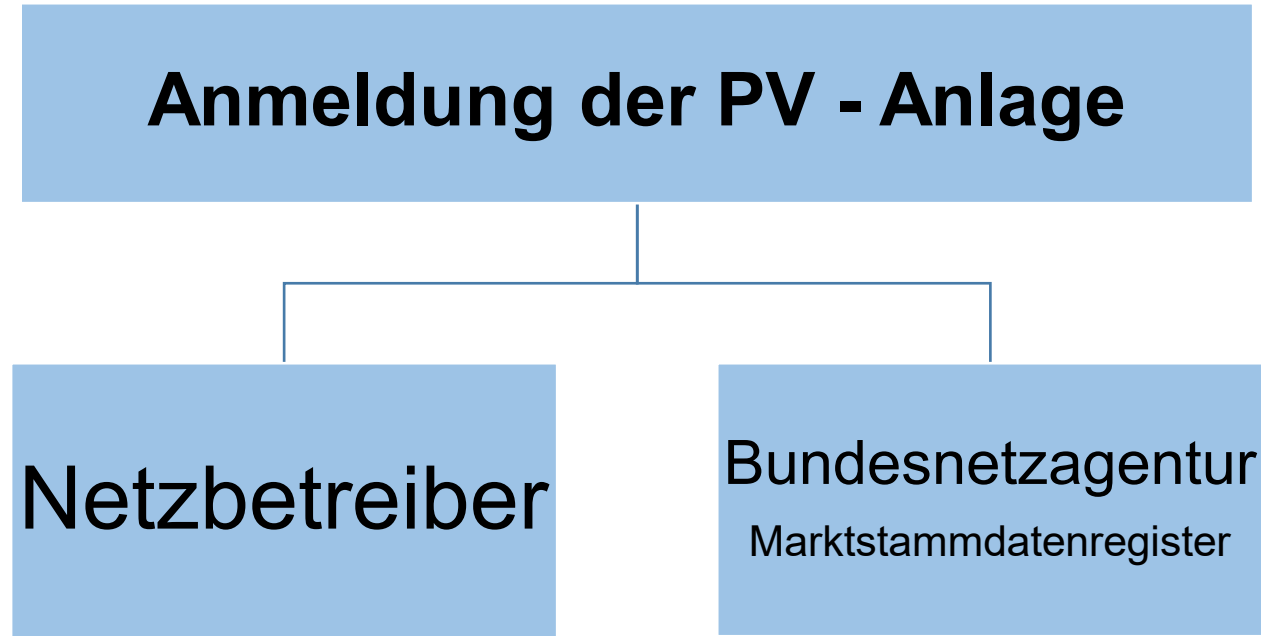 Anmeldung der PV - Anlage
Netzbetreiber
Bundesnetzagentur
Marktstammdatenregister